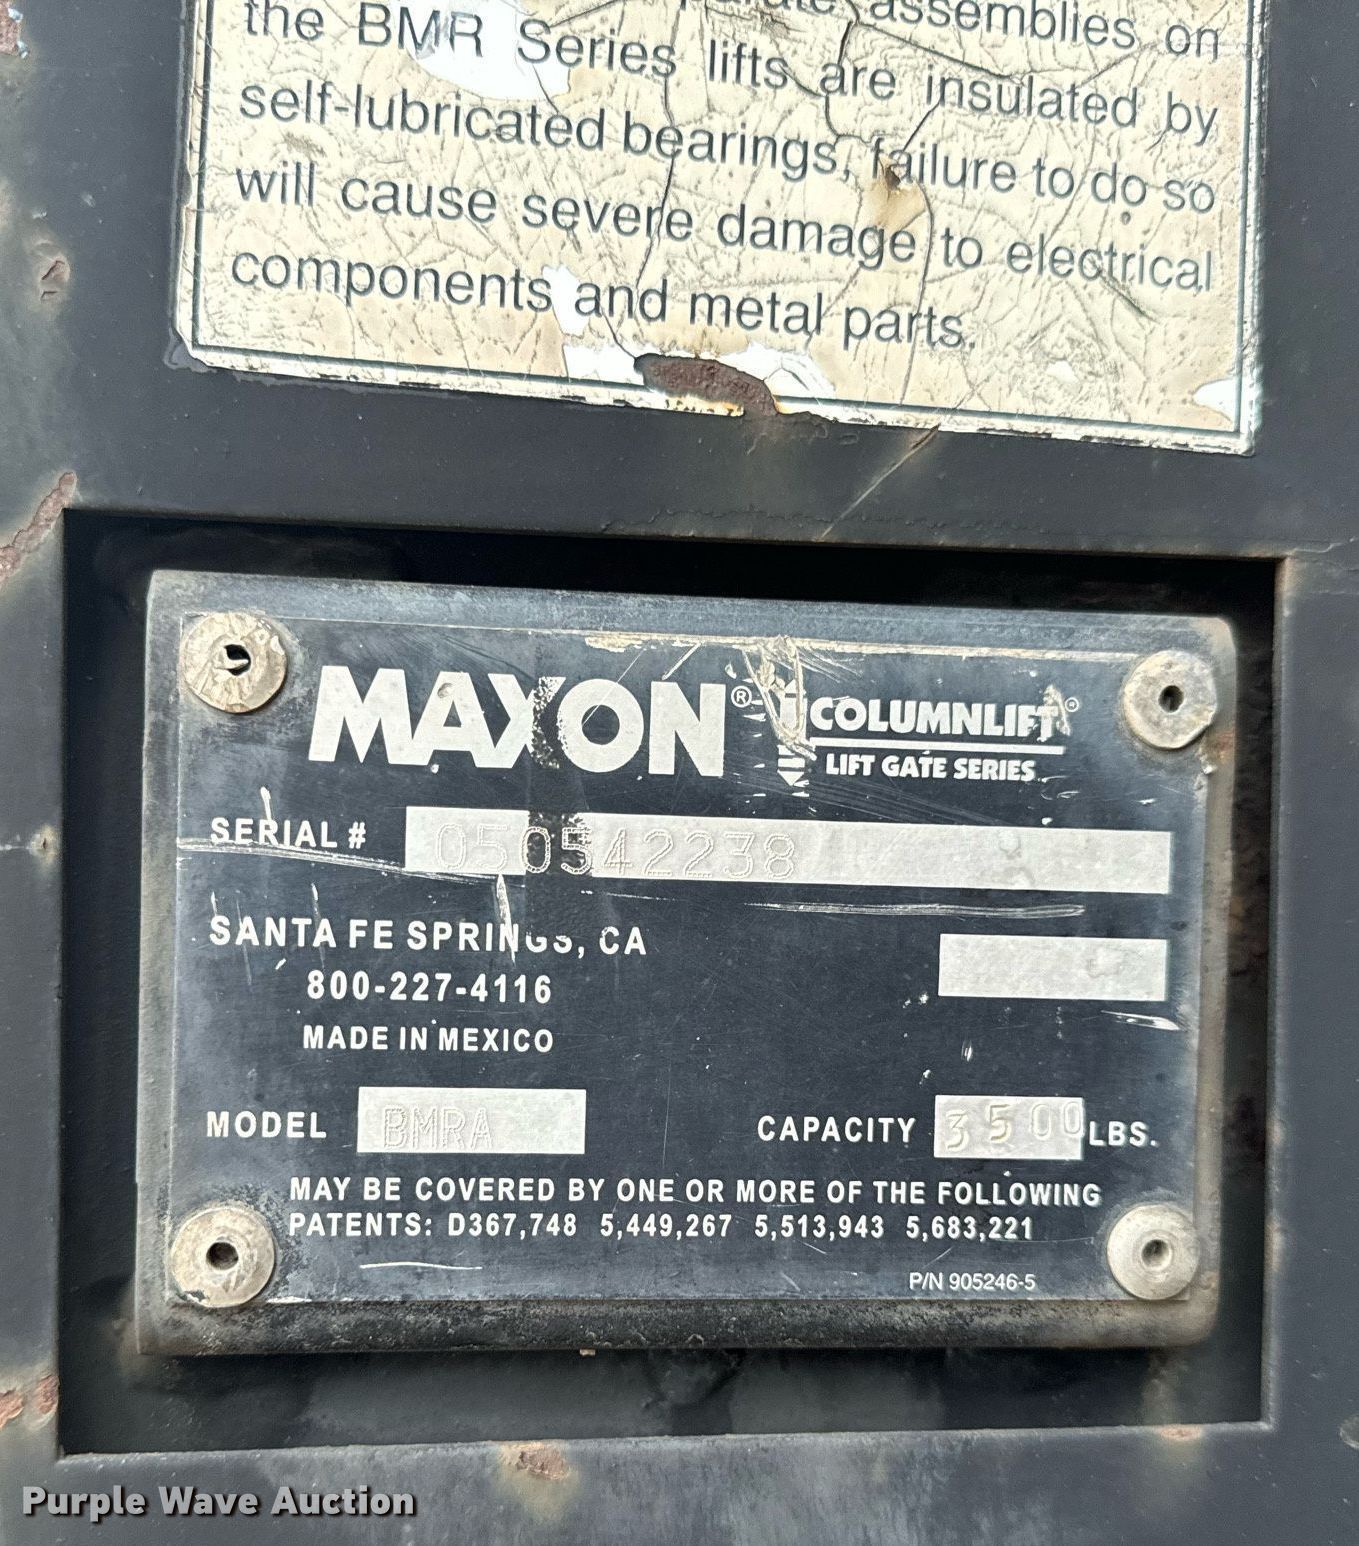 assemblies on
the BMR Series lifts are insulated by
self-lubricated bearings, failure to do so
will cause severe damage to electrical
components and metal parts.
MAXON® COLUMNLIFT®
LIFT GATE SERIES
SERIAL # 050542238
SANTA FE SPRINGS, CA
800-227-4116
MADE IN MEXICO
MODEL BMRA CAPACITY 3500 LBS.
MAY BE COVERED BY ONE OR MORE OF THE FOLLOWING
PATENTS: D367,748 5,449,267 5,513,943 5,683,221
P/N 905246-5
Purple Wave Auction